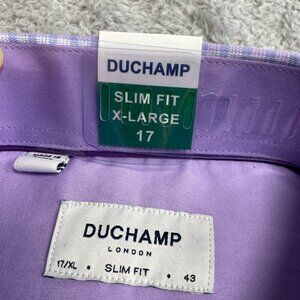 DUCHAMP
SLIM FIT
X-LARGE
17
MADE IN
DUCHAMP
LONDON
17/XL • SLIM FIT • 43